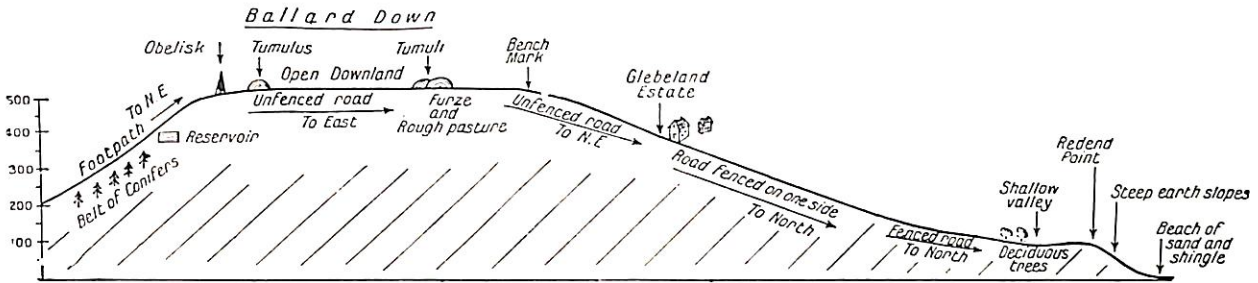 Ballard Down
Obelisk
Tumulus
Tumuli
Bench
Mark
Glebeland
Estate
Redend
Point
Shallow
valley
Steep earth slopes
Beach of
sand and
shingle
500
400
300
200
100
Footpath To N.E
Belt of Conifers
Reservoir
Open Downland
Unfenced road
To East
Furze
and
Rough pasture
Unfenced road
To N.E
Road Fenced on one side
To North
Fenced road
To North
Deciduous
trees